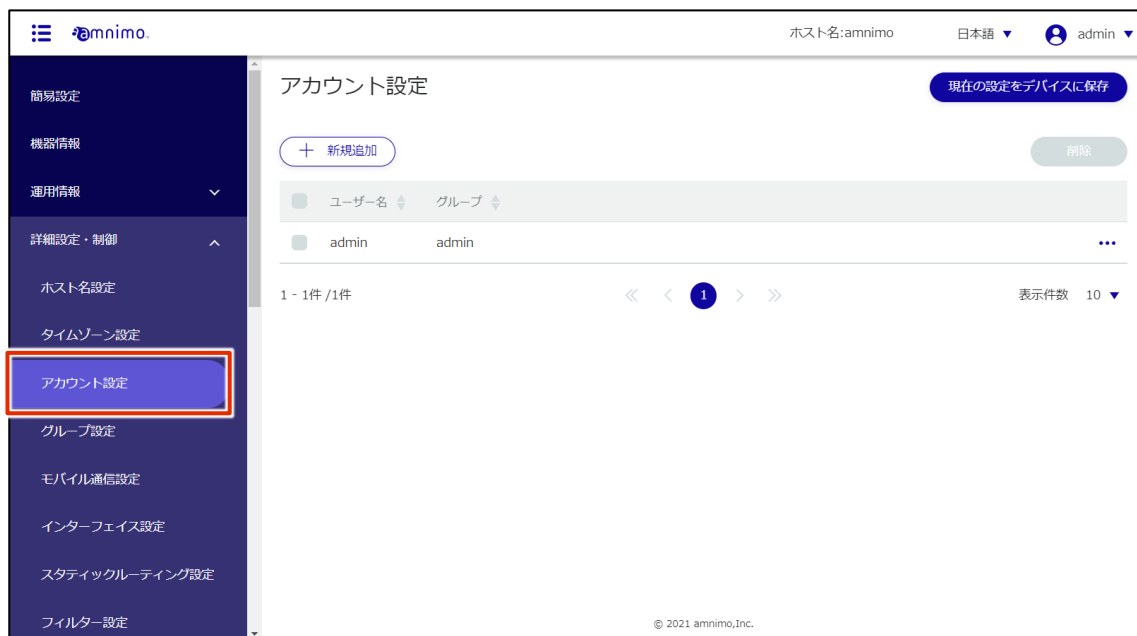 amnimo.
ホスト名:amnimo
日本語
admin
簡易設定
機器情報
運用情報
詳細設定・制御
ホスト名設定
タイムゾーン設定
アカウント設定
グループ設定
モバイル通信設定
インターフェイス設定
スタティックルーティング設定
フィルター設定
アカウント設定
現在の設定をデバイスに保存
新規追加
削除
ユーザー名 グループ
admin admin
1 - 1件 /1件
1
表示件数 10
© 2021 amnimo,Inc.